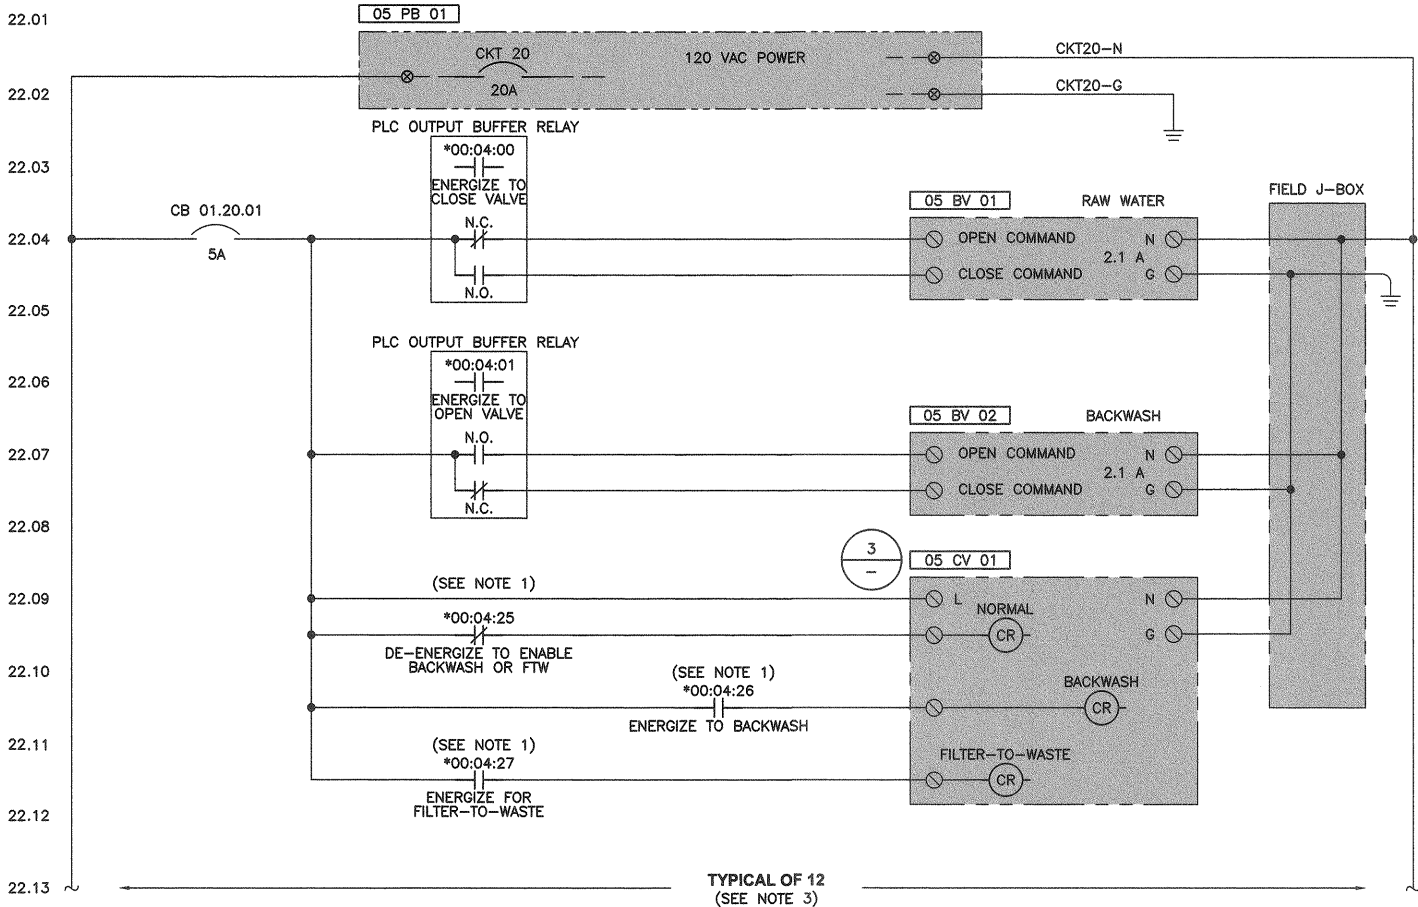 22.01
05 PB 01
CKT 20
20A
120 VAC POWER
CKT20-N
22.02
CKT20-G
PLC OUTPUT BUFFER RELAY
*00:04:00
22.03
ENERGIZE TO
CLOSE VALVE
CB 01.20.01
5A
22.04
N.C.
N.O.
05 BV 01
RAW WATER
OPEN COMMAND
N
2.1 A
CLOSE COMMAND
G
FIELD J-BOX
22.05
PLC OUTPUT BUFFER RELAY
*00:04:01
22.06
ENERGIZE TO
OPEN VALVE
22.07
N.O.
N.C.
05 BV 02
BACKWASH
OPEN COMMAND
N
2.1 A
CLOSE COMMAND
G
22.08
3
–
05 CV 01
22.09
(SEE NOTE 1)
L
N
NORMAL
*00:04:25
CR
G
DE-ENERGIZE TO ENABLE
BACKWASH OR FTW
22.10
(SEE NOTE 1)
*00:04:26
ENERGIZE TO BACKWASH
BACKWASH
CR
22.11
(SEE NOTE 1)
*00:04:27
FILTER-TO-WASTE
CR
ENERGIZE FOR
FILTER-TO-WASTE
22.12
22.13
TYPICAL OF 12
(SEE NOTE 3)